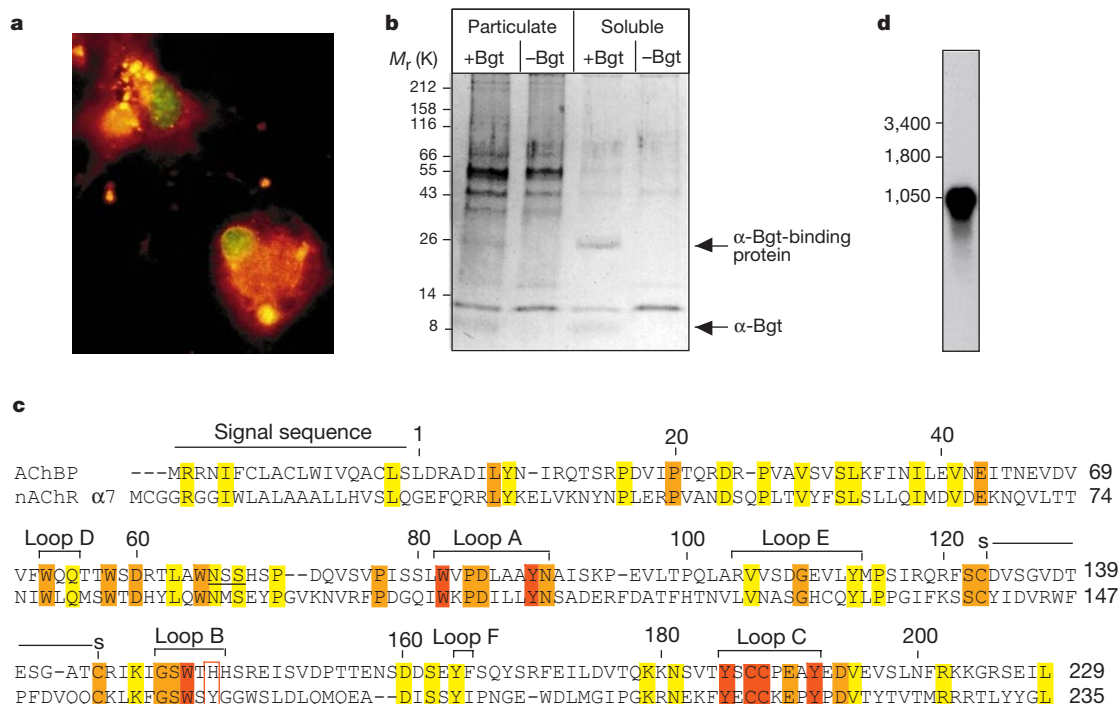 a
b
Particulate Soluble
Mr (K) +Bgt –Bgt +Bgt –Bgt
212
158
116
66
55
43
26
14
8
α-Bgt-binding
protein
α-Bgt
d
3,400
1,800
1,050
c
Signal sequence 1 20 40
AChBP ---MRRNIFCLACLWIVQACLSLDRADILYN-IRQTSRPDVIPTQRDR-PVAVSVSLKFINILEVNEITNEVDV 69
nAChR α7 MCGGRGGIWLALAAALLHVSLQGEFQRRLYKELVKNYNPLERPVANDSQPLTVYFSLSLLQIMDVDEKNQVLTT 74
Loop D 60 80 Loop A 100 Loop E 120 s
VFWQQTTWSDRTLAWNSSHSP--DQVSVPISSLWVPDLAAYNAISKP-EVLTPQLARVVSDGEVLYMPSIRQRFSCDVSGVDT 139
NIWLQMSWTDHYLQWNMSEYPGVKNVRFPDGQIWKPDILLYNSADERFDATFHTNVLVNASGHCQYLPPGIFKSSCYIDVRWF 147
s Loop B 160 Loop F 180 Loop C 200
ESG-ATCRIKIGSWTHHSREISVDPTTENSDDSEYFSQYSRFEILDVTQKKNSVTYSCCPEAYEDVEVSLNFRKKGRSEIL 229
PFDVQQCKLKFGSWSYGGWSLDLQMQEA--DISSYIPNGE-WDLMGIPGKRNEKFYECCKEPYPDVTYTVTMRRRTLYYGL 235